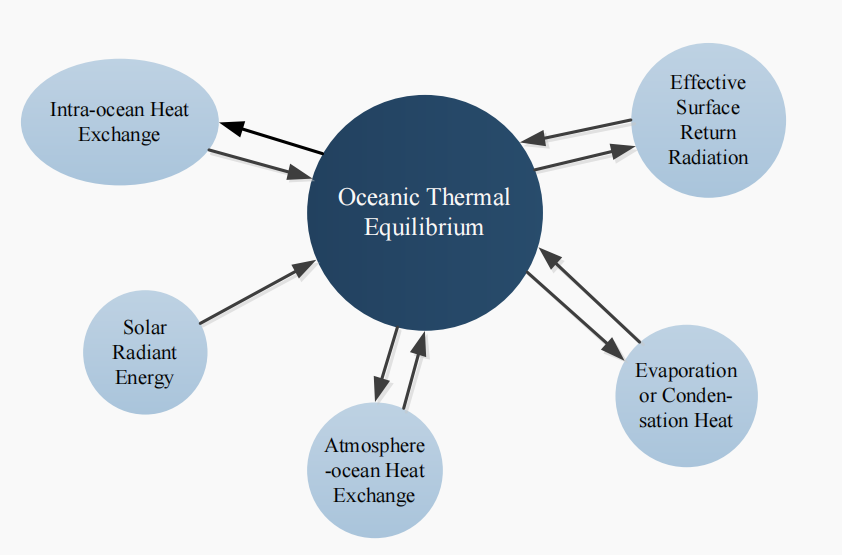 Intra-ocean Heat
Exchange
Effective
Surface
Return
Radiation
Oceanic Thermal
Equilibrium
Solar
Radiant
Energy
Evaporation
or Conden-
sation Heat
Atmosphere
-ocean Heat
Exchange